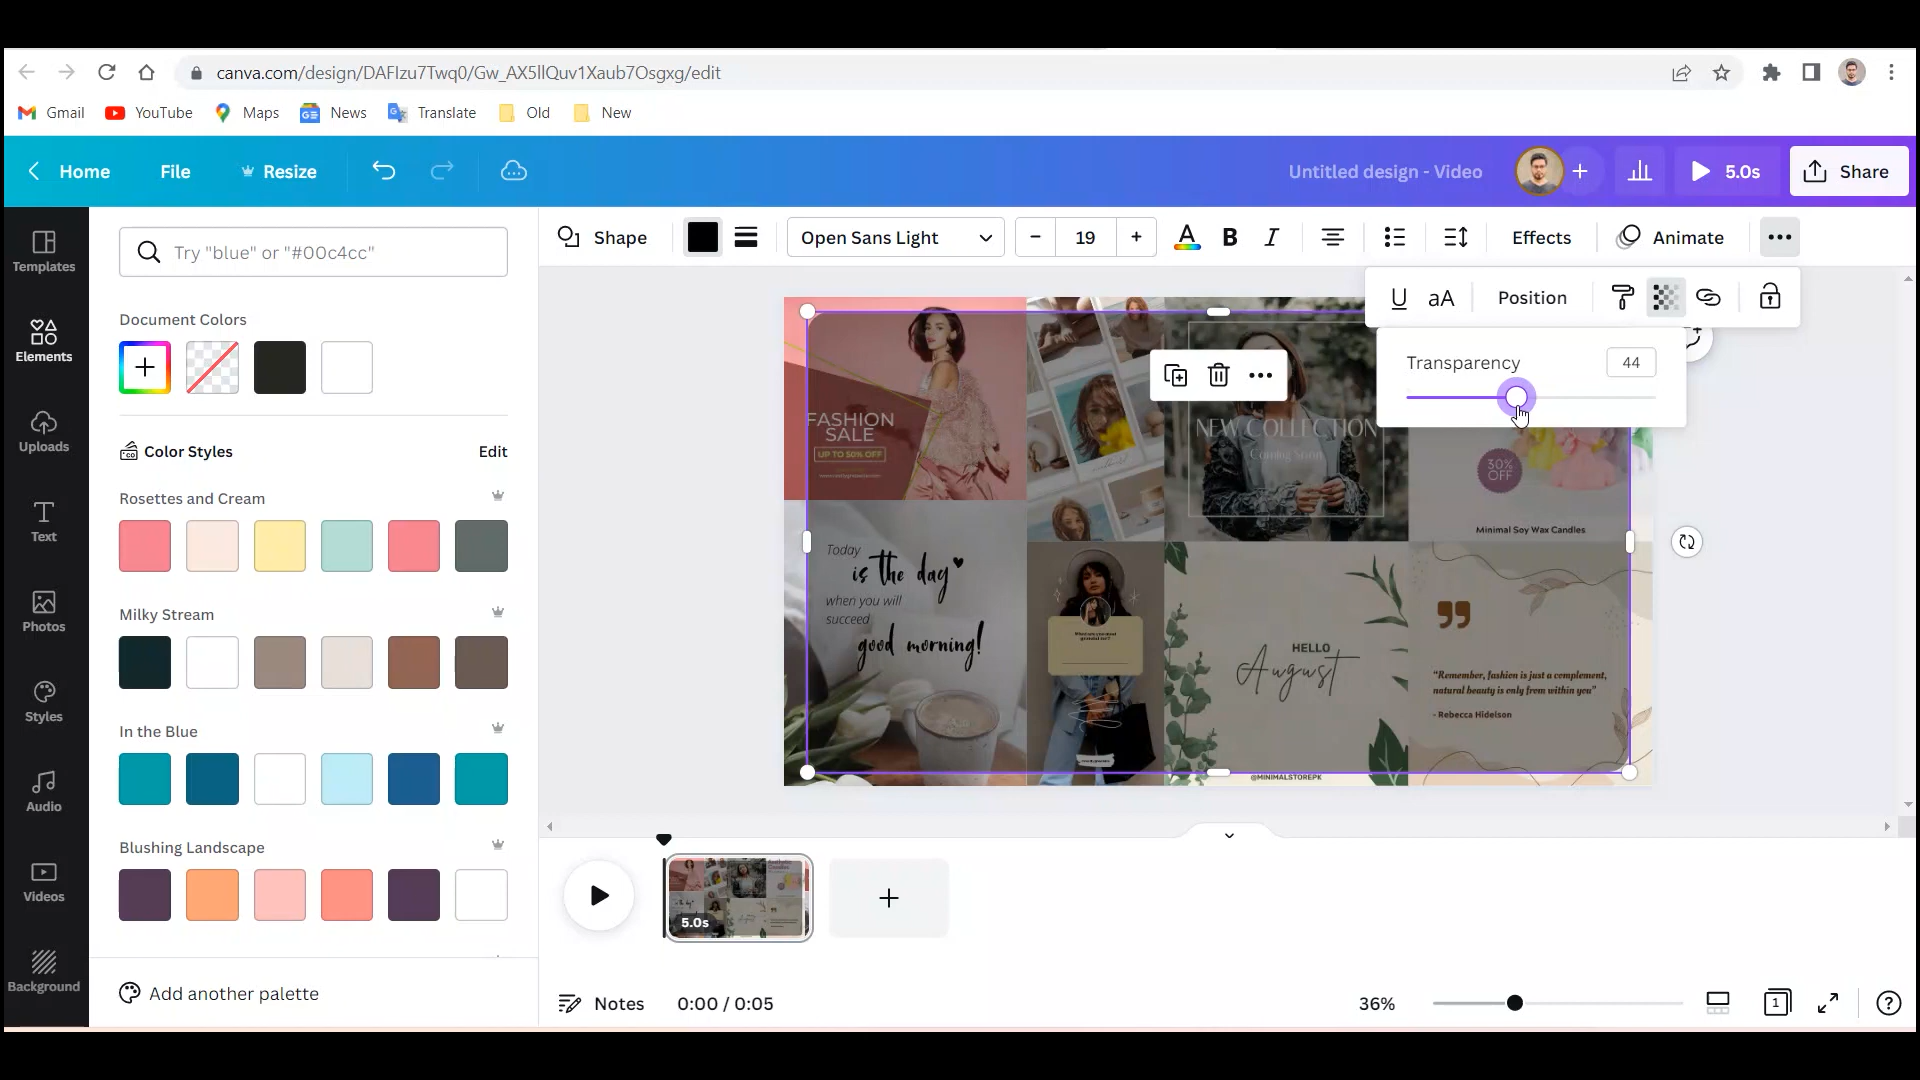 canva.com/design/DAFIzu7Twq0/Gw_AX5llQuv1Xaub7Osgxg/edit
Gmail YouTube Maps News Translate Old New
Home File Resize Untitled design - Video 5.0s Share
Shape Open Sans Light 19 B I Effects Animate
U aA Position
Transparency 44
Templates
Elements
Uploads
Text
Photos
Styles
Audio
Videos
Background
Try "blue" or "#00c4cc"
Document Colors
Color Styles Edit
Rosettes and Cream
Milky Stream
In the Blue
Blushing Landscape
Add another palette
FASHION
SALE
UP TO 50% OFF
NEW COLLECTION
Coming Soon
30%
OFF
Minimal Soy Wax Candles
Today
is the day
when you will
succeed
good morning!
HELLO
August
@MINIMALSTOREPK
"Remember, fashion is just a complement,
natural beauty is only from within you"
- Rebecca Hidelson
5.0s
Notes 0:00 / 0:05 36% 1